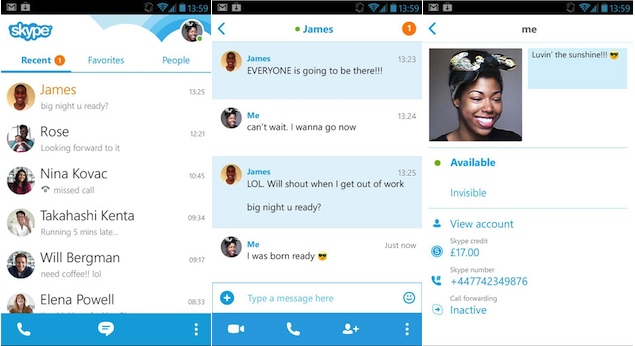 13:59
skype
Recent 1
Favorites
People
James
13:25
big night u ready?
Rose
12:21
Looking forward to it
Nina Kovac
10:45
missed call
Takahashi Kenta
09:34
Running 5 mins late...
Will Bergman
09:17
need coffee!! lol
Elena Powell
08:33
13:59
James
1
James
13:23
EVERYONE is going to be there!!!
Me
13:24
can't wait. I wanna go now
James
13:25
LOL. Will shout when I get out of work
big night u ready?
Me
Just now
I was born ready 😎
Type a message here
13:59
me
Luvin' the sunshine!!! 😎
Available
Invisible
View account
Skype credit
£17.00
Skype number
+447742349876
Call forwarding
Inactive